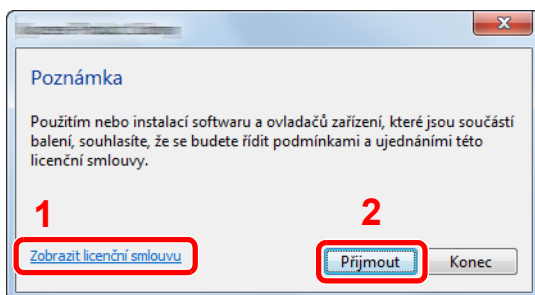 Poznámka
Použitím nebo instalací softwaru a ovladačů zařízení, které jsou součástí
balení, souhlasíte, že se budete řídit podmínkami a ujednáními této
licenční smlouvy.
1
2
Zobrazit licenční smlouvu
Přijmout
Konec